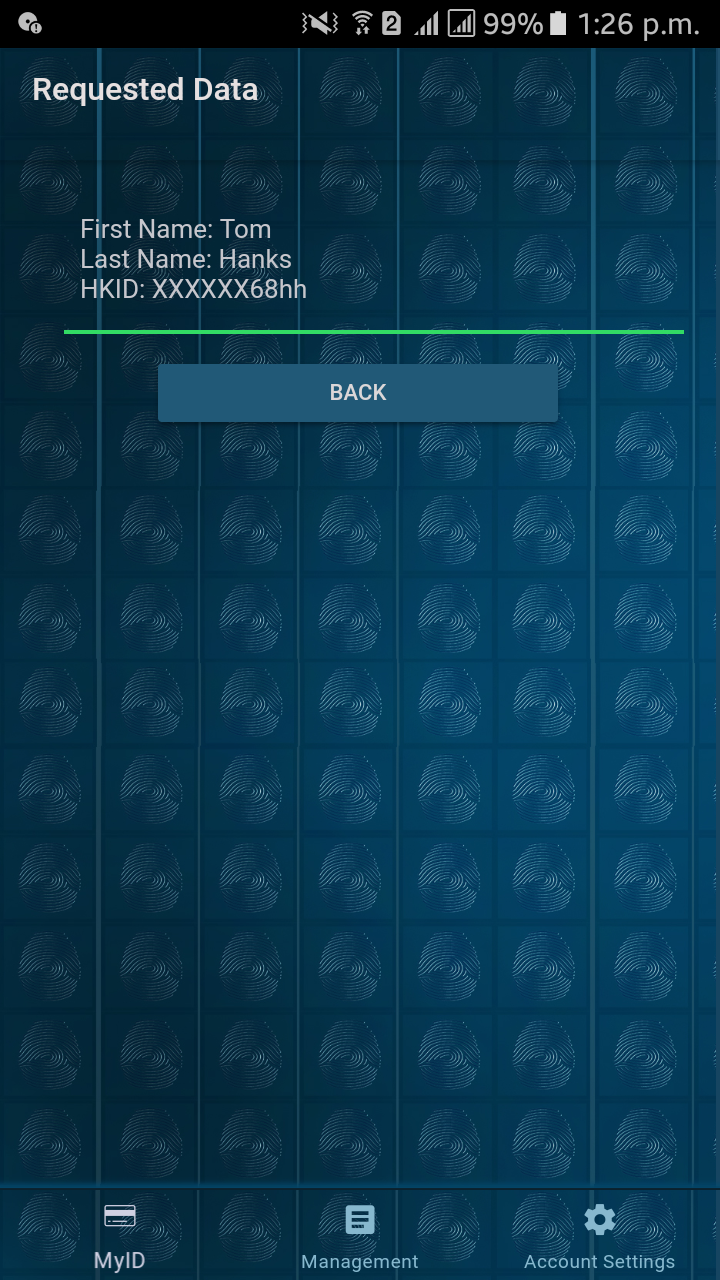 2 99% 1:26 p.m.
Requested Data
First Name: Tom
Last Name: Hanks
HKID: XXXXXX68hh
BACK
MyID Management Account Settings